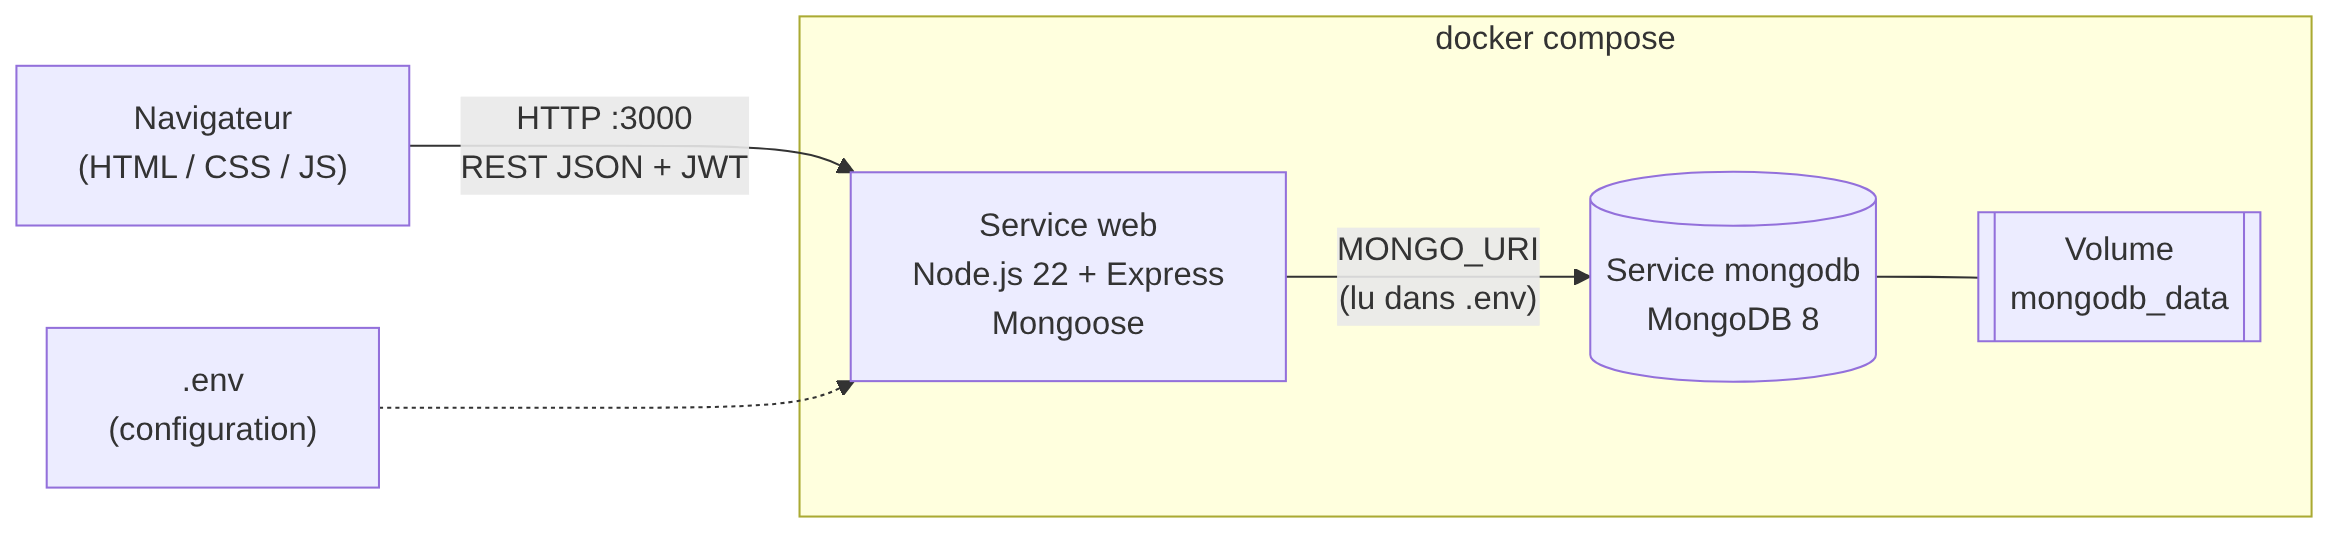 docker compose
Navigateur
(HTML / CSS / JS)
HTTP :3000
REST JSON + JWT
.env
(configuration)
Service web
Node.js 22 + Express
Mongoose
MONGO_URI
(lu dans .env)
Service mongodb
MongoDB 8
Volume
mongodb_data